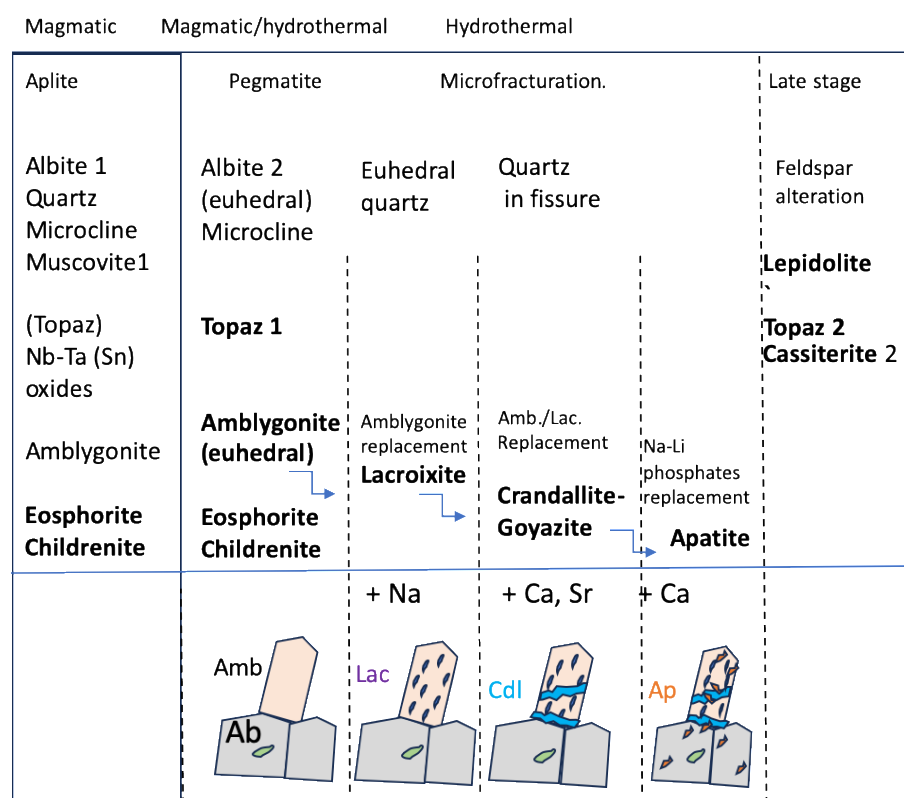 Magmatic
Magmatic/hydrothermal
Hydrothermal
Aplite
Pegmatite
Microfracturation.
Late stage
Albite 1
Quartz
Microcline
Muscovite1
(Topaz)
Nb-Ta (Sn)
oxides
Amblygonite
Eosphorite
Childrenite
Albite 2
(euhedral)
Microcline
Topaz 1
Amblygonite
(euhedral)
Eosphorite
Childrenite
Euhedral
quartz
Amblygonite
replacement
Lacroixite
Quartz
in fissure
Amb./Lac.
Replacement
Crandallite-
Goyazite
Na-Li
phosphates
replacement
Apatite
Feldspar
alteration
Lepidolite
`
Topaz 2
Cassiterite 2
+ Na
+ Ca, Sr
+ Ca
Amb
Ab
Lac
Cdl
Ap